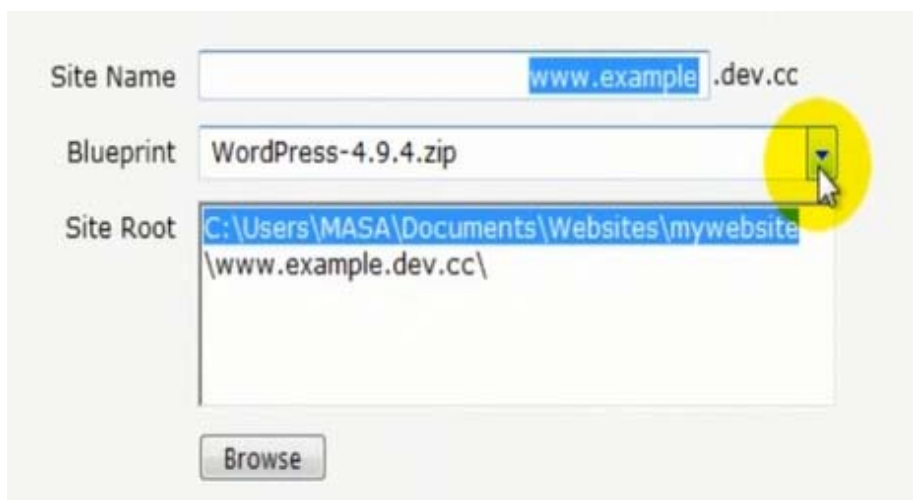 Site Name www.example .dev.cc
Blueprint WordPress-4.9.4.zip
Site Root C:\Users\MASA\Documents\Websites\mywebsite
\www.example.dev.cc\
Browse